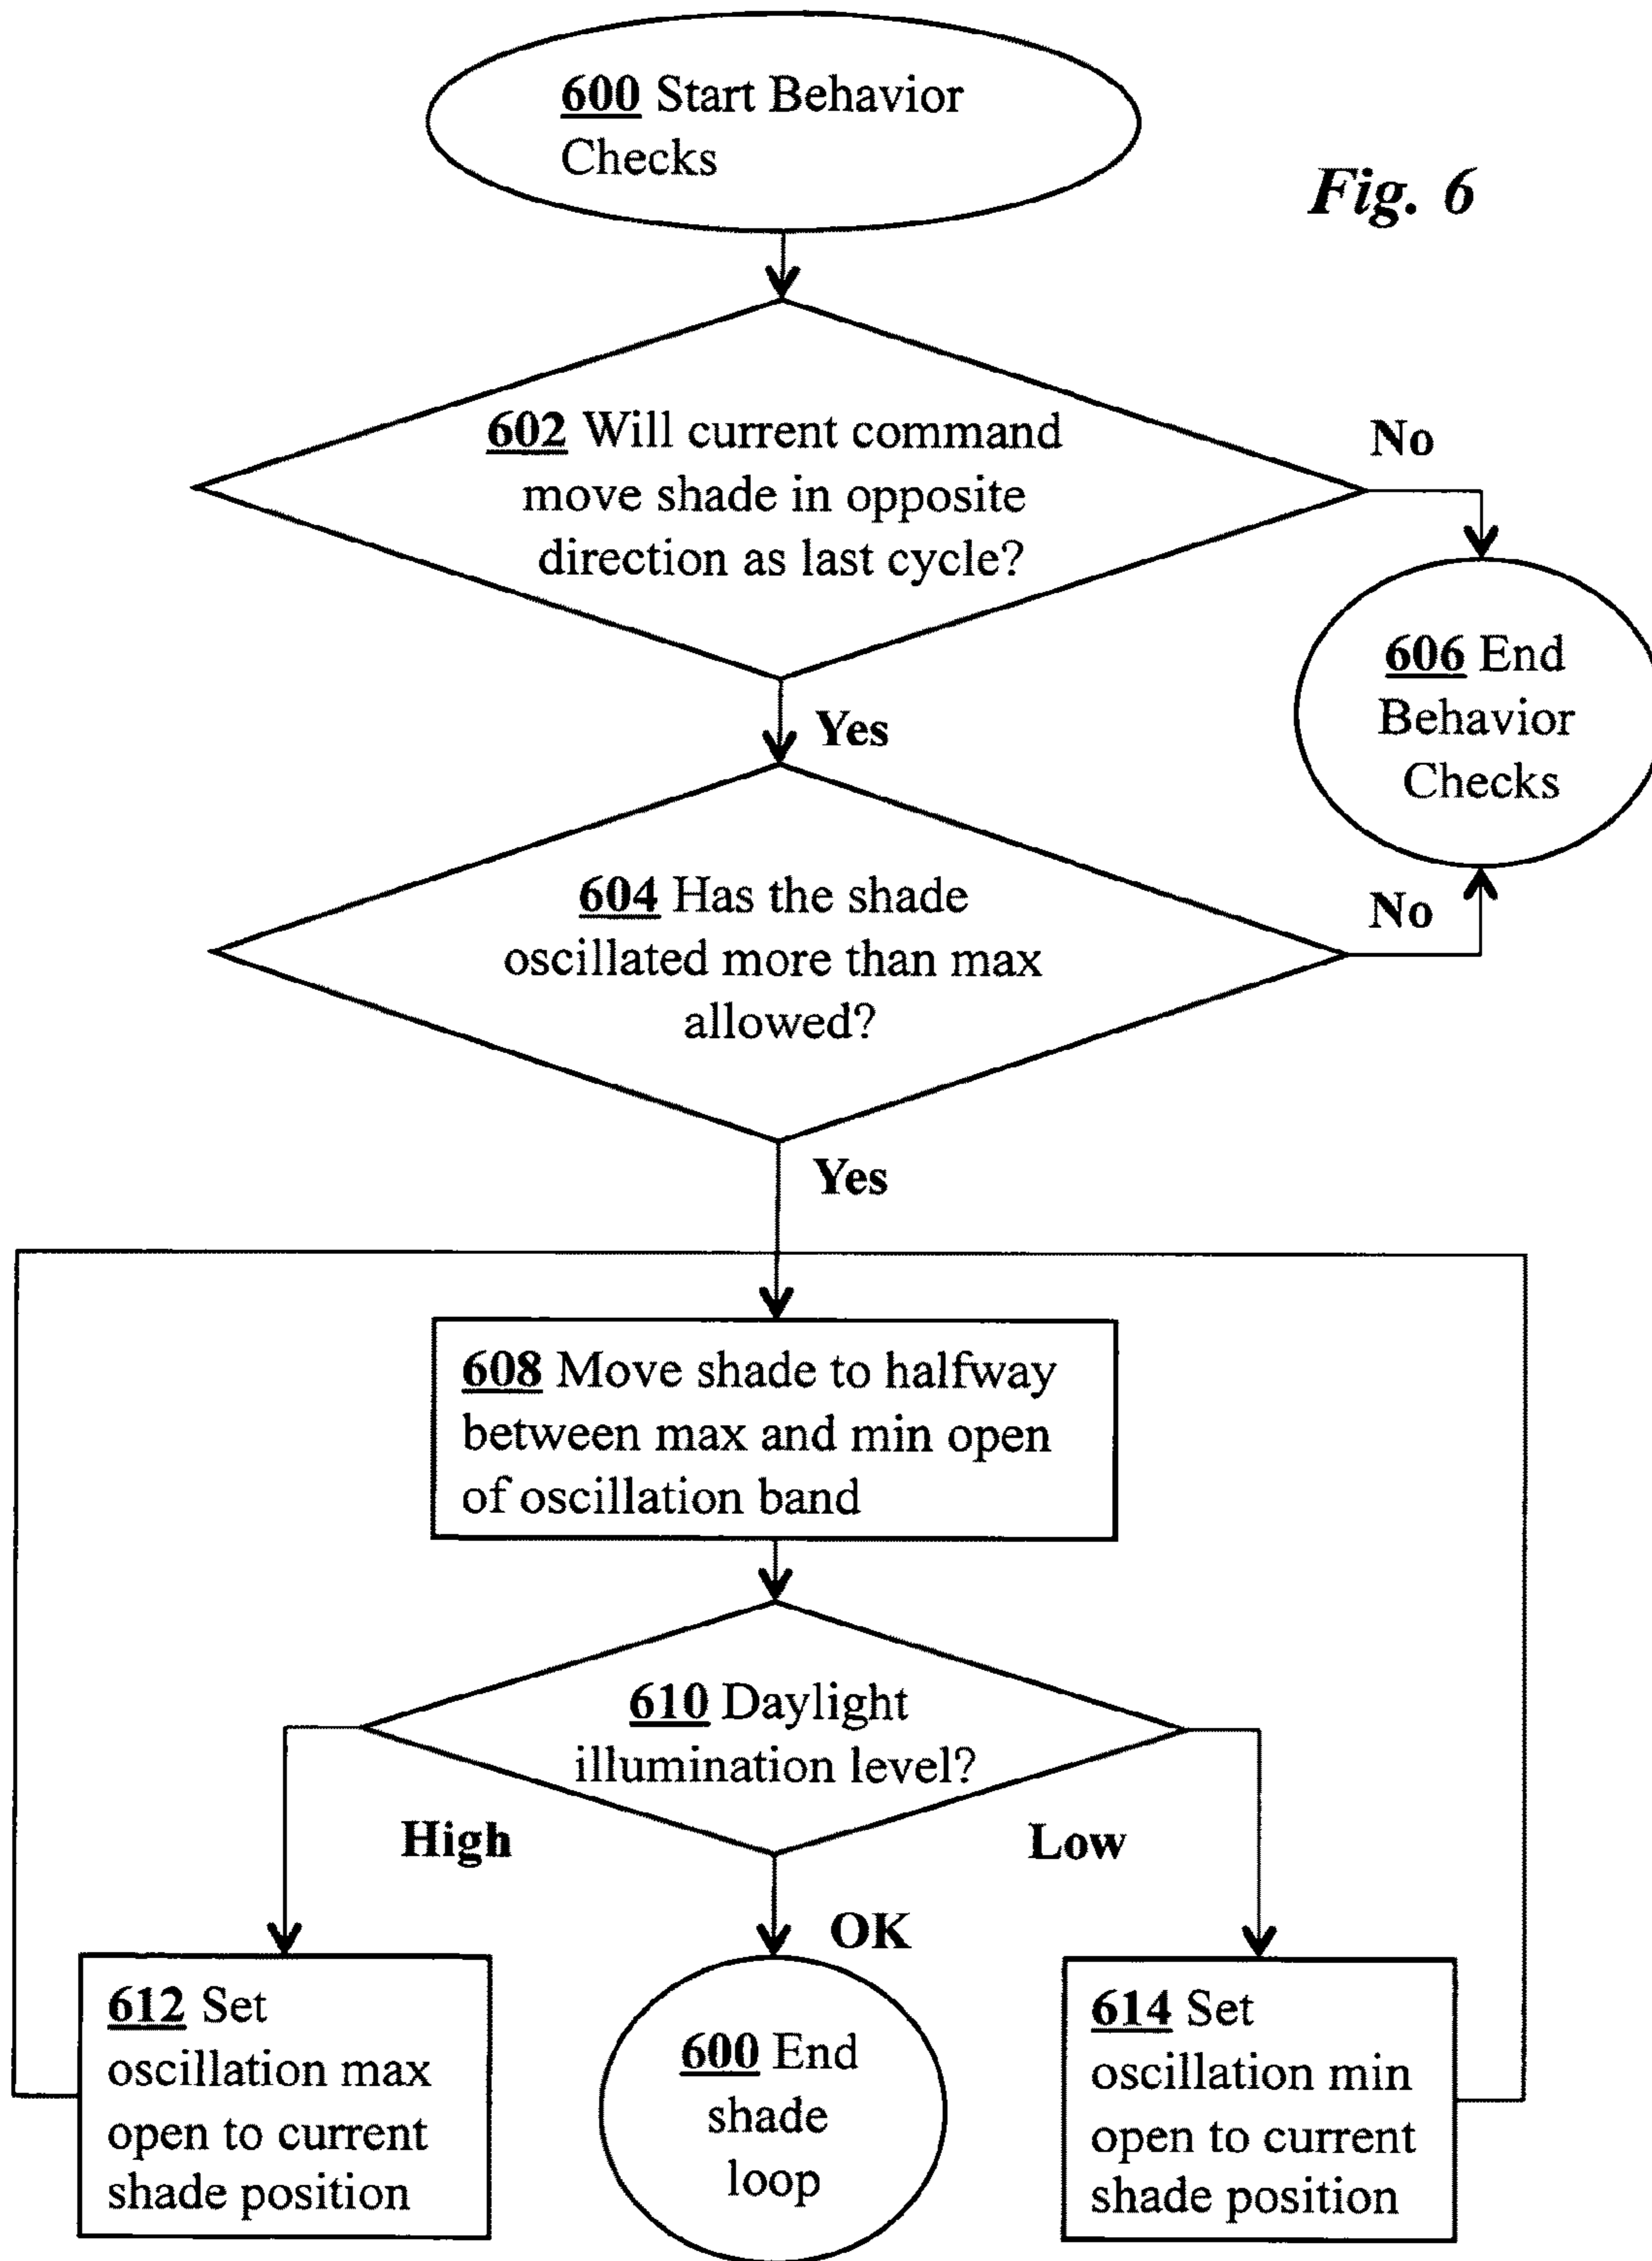 600 Start Behavior
Checks
Fig. 6
602 Will current command
move shade in opposite
direction as last cycle?
No
606 End
Behavior
Checks
Yes
604 Has the shade
oscillated more than max
allowed?
No
Yes
608 Move shade to halfway
between max and min open
of oscillation band
610 Daylight
illumination level?
High
Low
OK
612 Set
oscillation max
open to current
shade position
600 End
shade
loop
614 Set
oscillation min
open to current
shade position